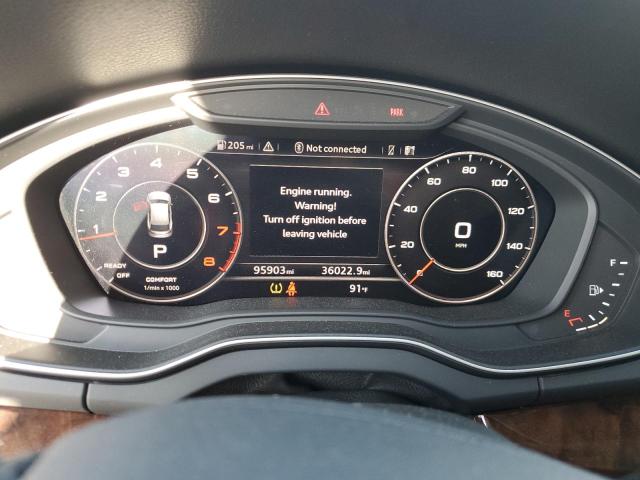 PARK
205 mi
Not connected
Engine running.
Warning!
Turn off ignition before
leaving vehicle
1 2 3 4 5 6 7 8
P
READY
OFF
COMFORT
1/min x 1000
0 20 40 60 80 100 120 140 160
0
MPH
95903mi
36022.9mi
91°F
F
E